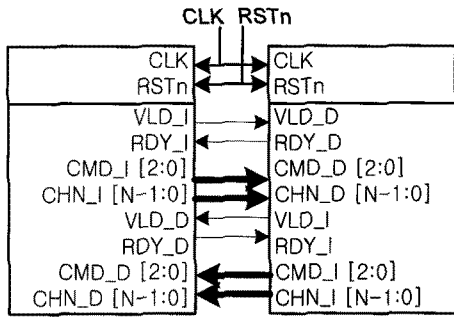 CLK RSTn
CLK CLK
RSTn RSTn
VLD_I VLD_D
RDY_I RDY_D
CMD_I [2:0] CMD_D [2:0]
CHN_I [N-1:0] CHN_D [N-1:0]
VLD_D VLD_I
RDY_D RDY_I
CMD_D [2:0] CMD_I [2:0]
CHN_D [N-1:0] CHN_I [N-1:0]